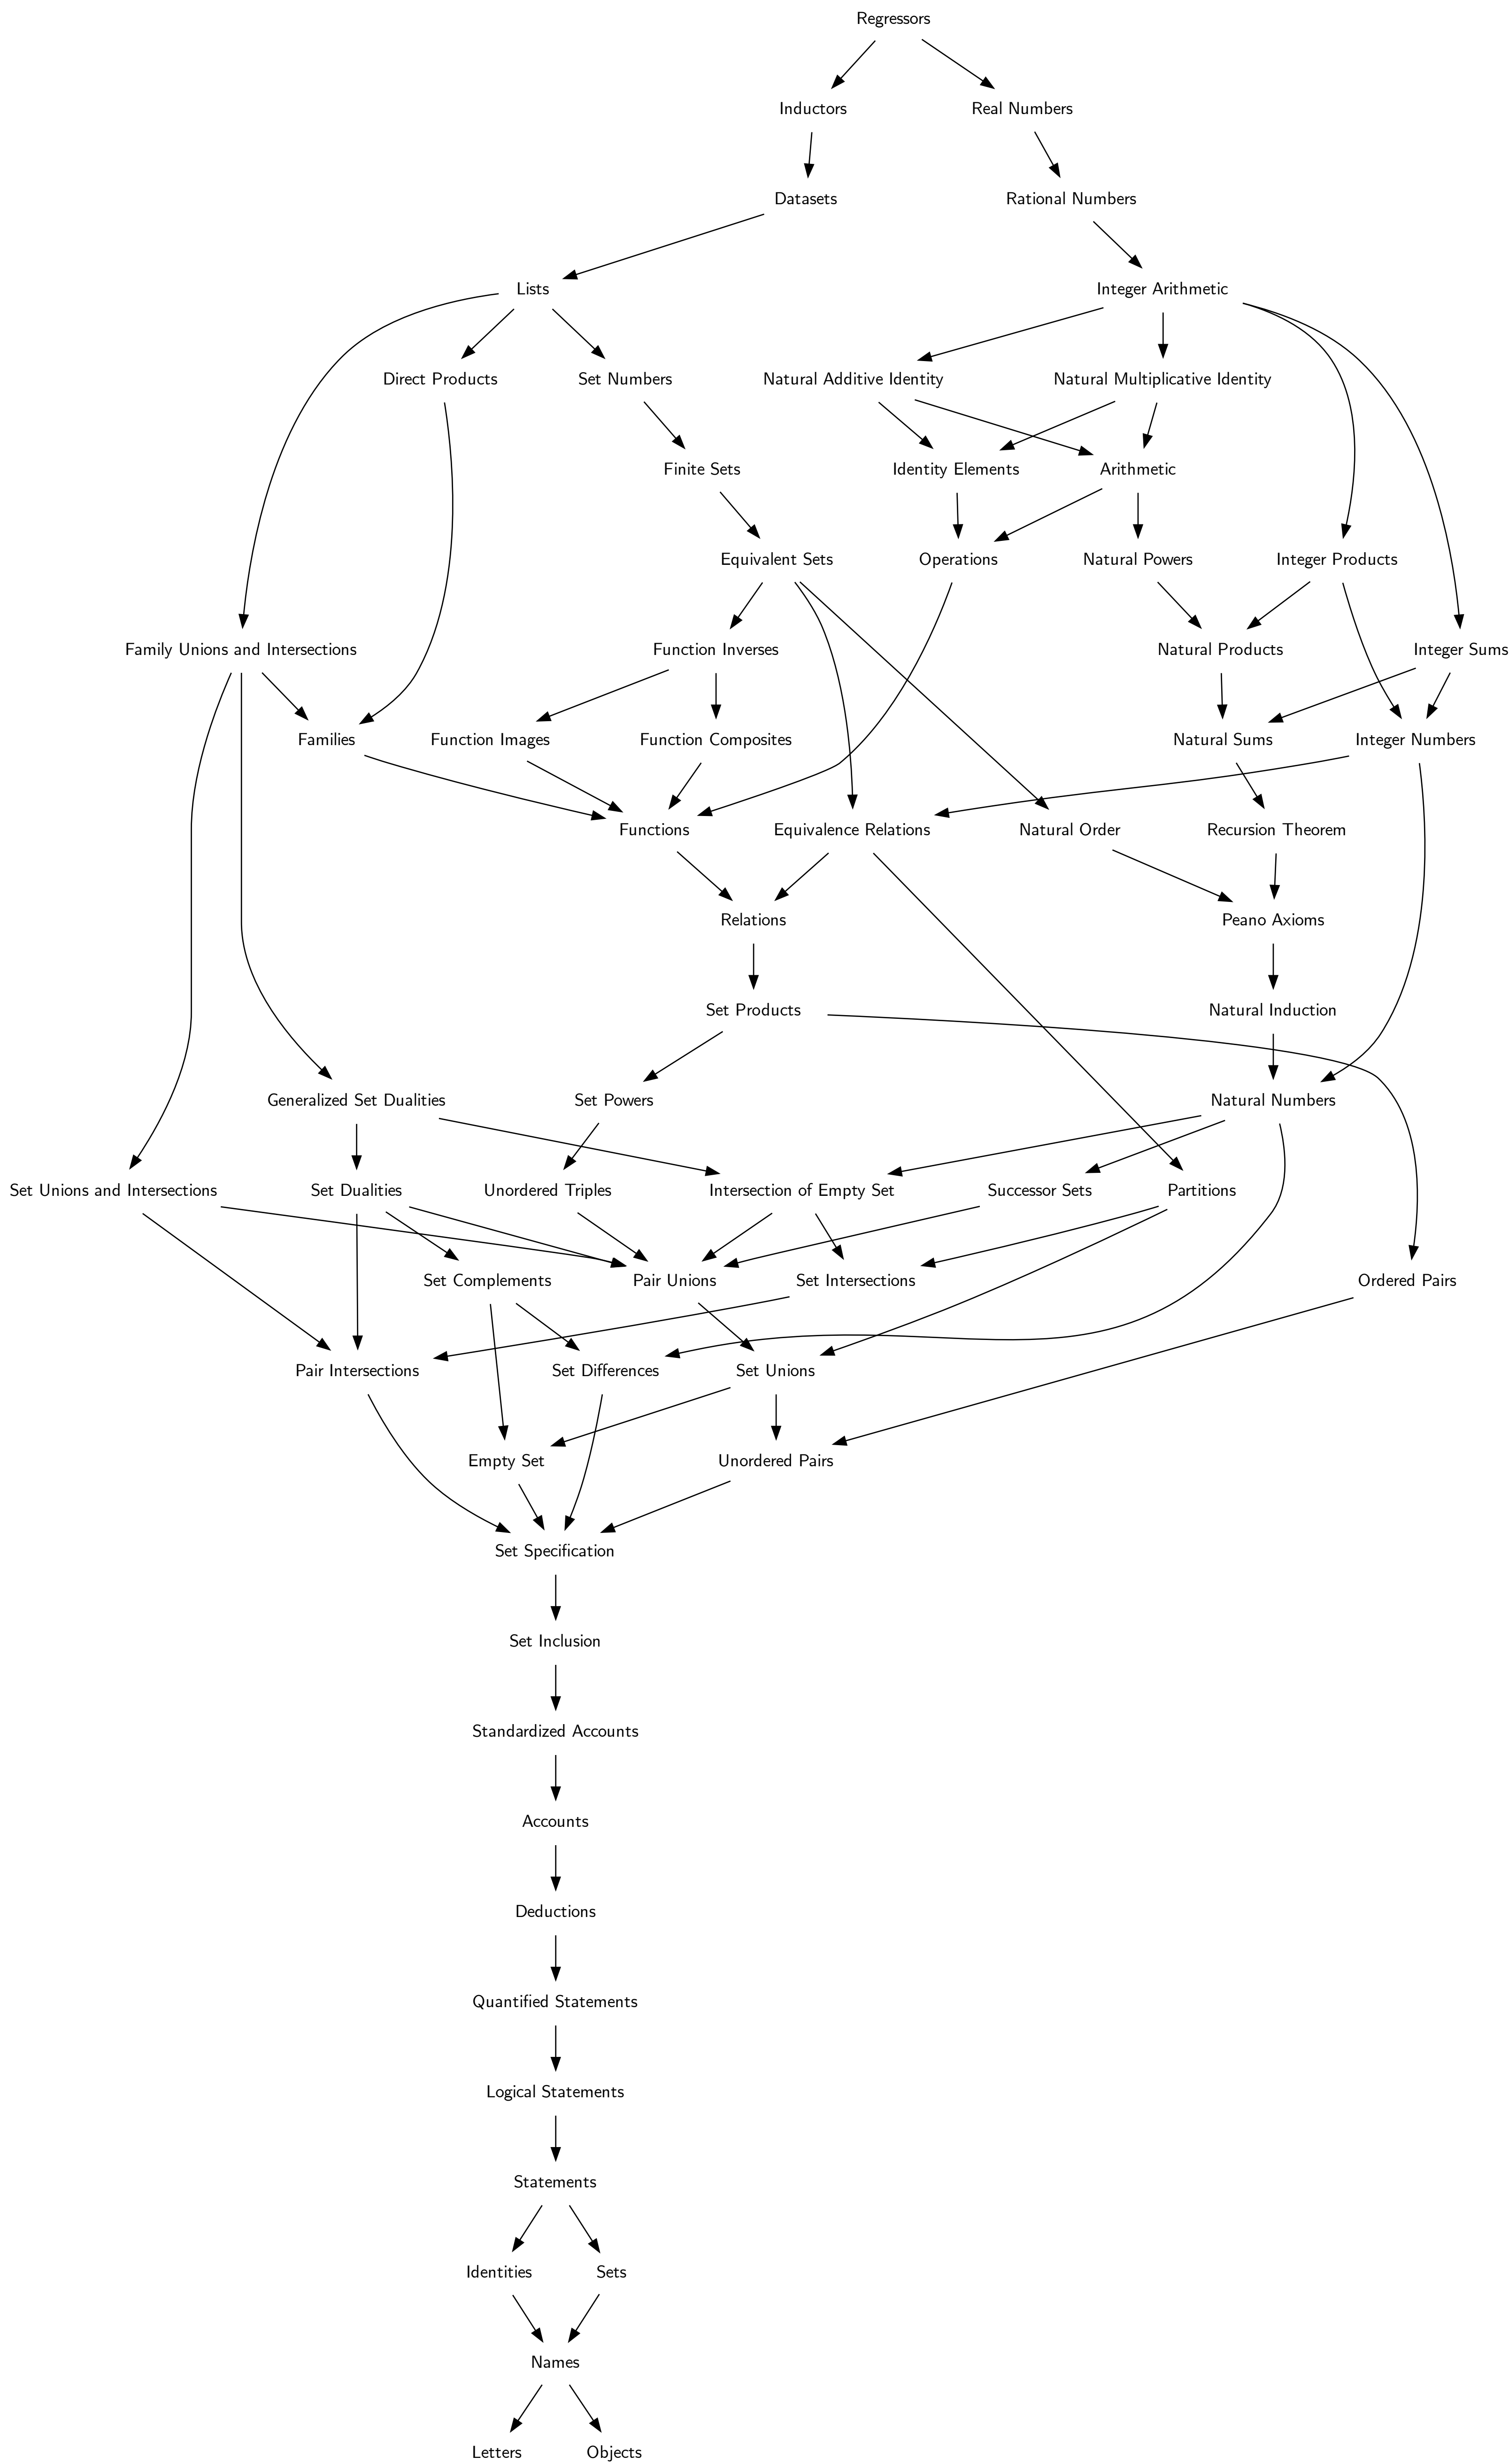 Regressors
Inductors
Real Numbers
Datasets
Rational Numbers
Lists
Integer Arithmetic
Direct Products
Set Numbers
Natural Additive Identity
Natural Multiplicative Identity
Finite Sets
Identity Elements
Arithmetic
Equivalent Sets
Operations
Natural Powers
Integer Products
Family Unions and Intersections
Function Inverses
Natural Products
Integer Sums
Families
Function Images
Function Composites
Natural Sums
Integer Numbers
Functions
Equivalence Relations
Natural Order
Recursion Theorem
Relations
Peano Axioms
Set Products
Natural Induction
Generalized Set Dualities
Set Powers
Natural Numbers
Set Unions and Intersections
Set Dualities
Unordered Triples
Intersection of Empty Set
Successor Sets
Partitions
Set Complements
Pair Unions
Set Intersections
Ordered Pairs
Pair Intersections
Set Differences
Set Unions
Empty Set
Unordered Pairs
Set Specification
Set Inclusion
Standardized Accounts
Accounts
Deductions
Quantified Statements
Logical Statements
Statements
Identities
Sets
Names
Letters
Objects